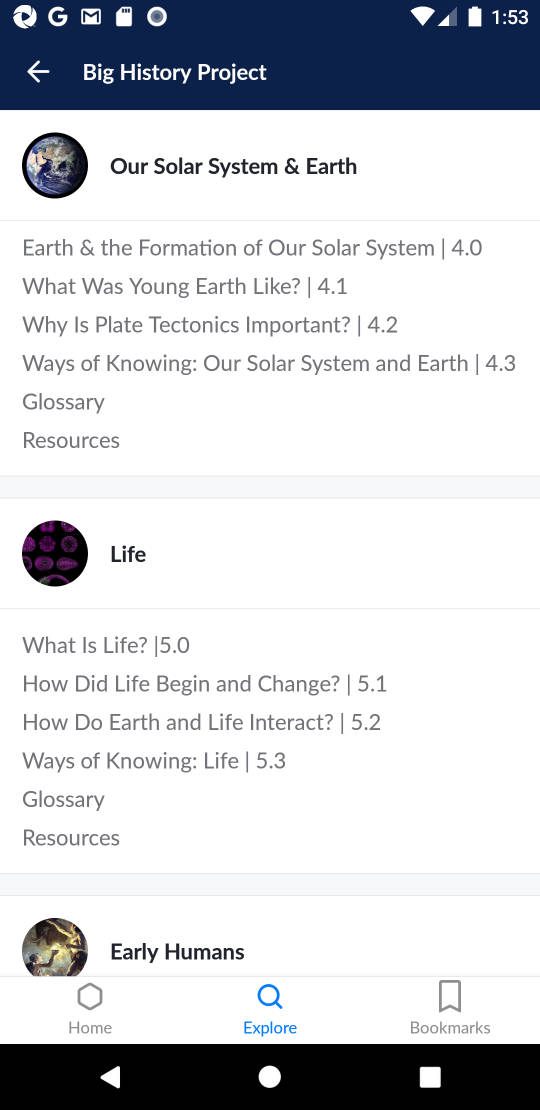 1:53
Big History Project
Our Solar System & Earth
Earth & the Formation of Our Solar System | 4.0
What Was Young Earth Like? | 4.1
Why Is Plate Tectonics Important? | 4.2
Ways of Knowing: Our Solar System and Earth | 4.3
Glossary
Resources
Life
What Is Life? |5.0
How Did Life Begin and Change? | 5.1
How Do Earth and Life Interact? | 5.2
Ways of Knowing: Life | 5.3
Glossary
Resources
Early Humans
Home
Explore
Bookmarks